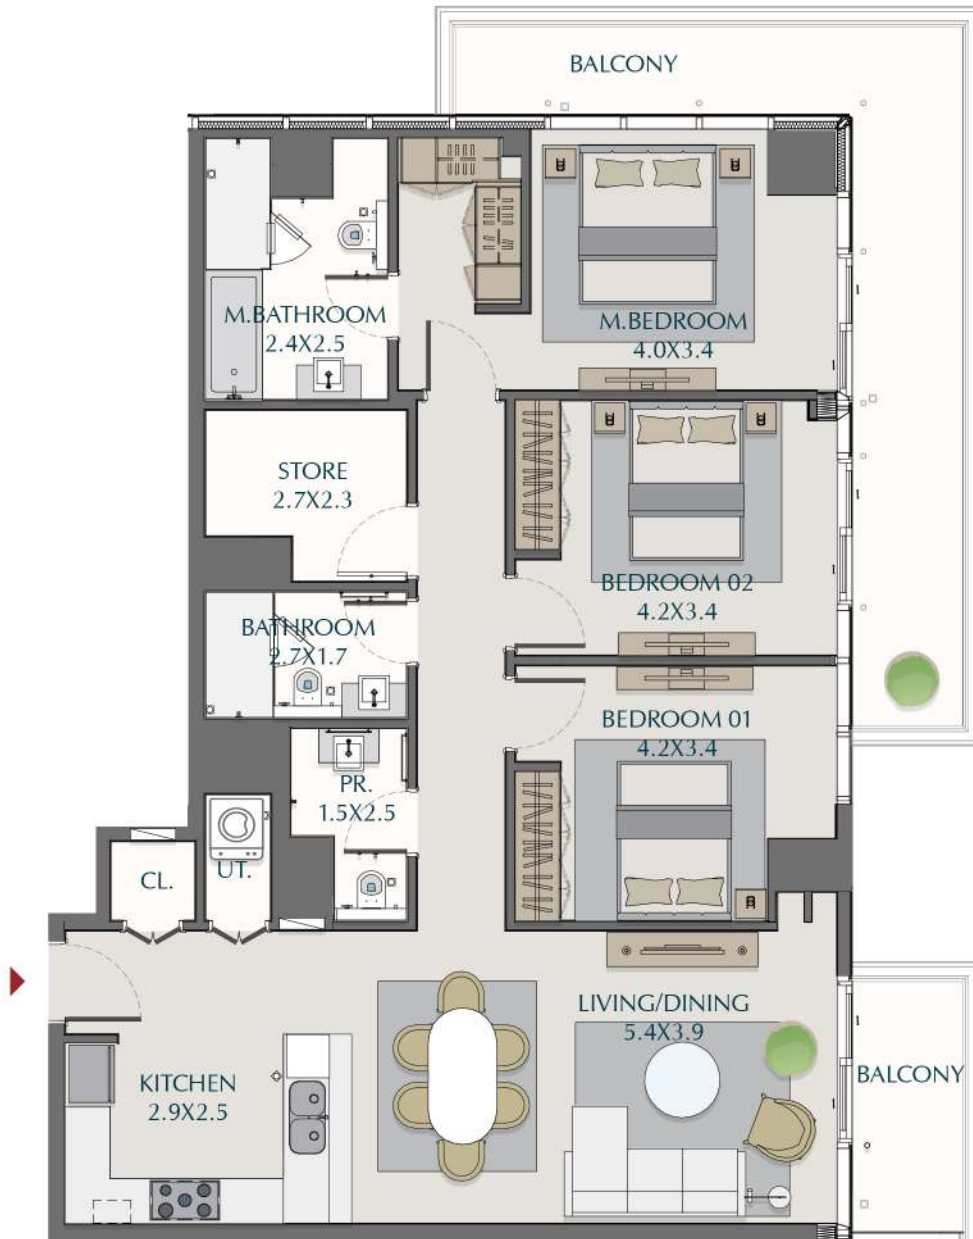 BALCONY
M.BATHROOM
2.4X2.5
M.BEDROOM
4.0X3.4
STORE
2.7X2.3
BEDROOM 02
4.2X3.4
BATHROOM
2.7X1.7
BEDROOM 01
4.2X3.4
PR.
1.5X2.5
CL.
UT.
LIVING/DINING
5.4X3.9
KITCHEN
2.9X2.5
BALCONY